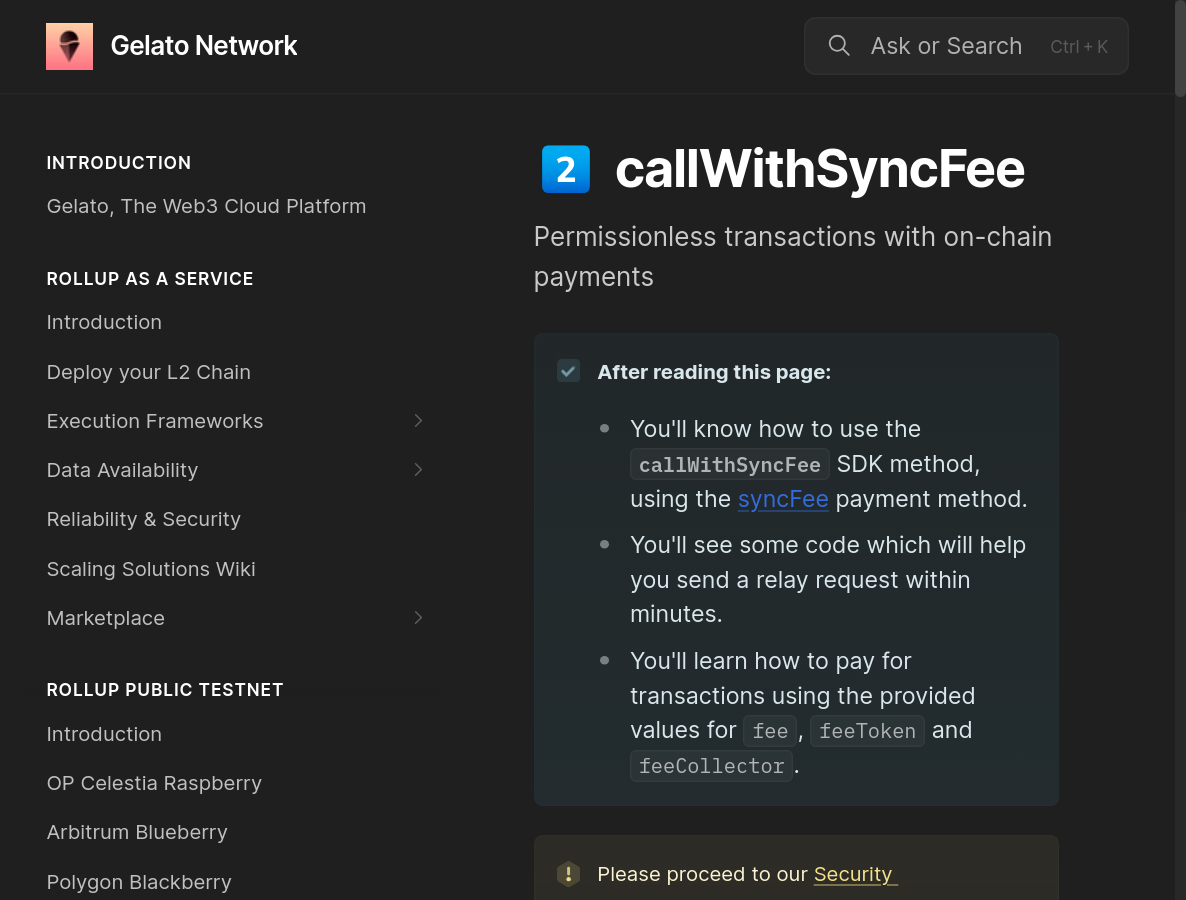 Gelato Network
Ask or Search Ctrl + K
INTRODUCTION
Gelato, The Web3 Cloud Platform
ROLLUP AS A SERVICE
Introduction
Deploy your L2 Chain
Execution Frameworks
Data Availability
Reliability & Security
Scaling Solutions Wiki
Marketplace
ROLLUP PUBLIC TESTNET
Introduction
OP Celestia Raspberry
Arbitrum Blueberry
Polygon Blackberry
2 callWithSyncFee
Permissionless transactions with on-chain
payments
After reading this page:
You'll know how to use the
callWithSyncFee SDK method,
using the syncFee payment method.
You'll see some code which will help
you send a relay request within
minutes.
You'll learn how to pay for
transactions using the provided
values for fee, feeToken and
feeCollector.
Please proceed to our Security